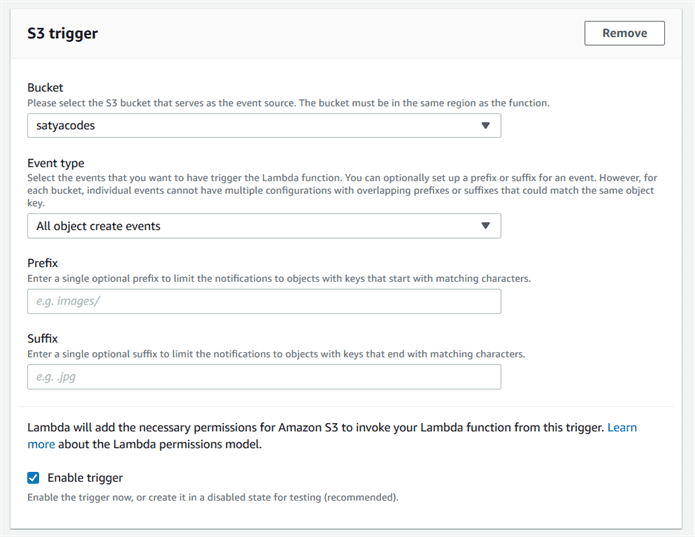 S3 trigger
Remove
Bucket
Please select the S3 bucket that serves as the event source. The bucket must be in the same region as the function.
satyacodes
Event type
Select the events that you want to have trigger the Lambda function. You can optionally set up a prefix or suffix for an event. However, for
each bucket, individual events cannot have multiple configurations with overlapping prefixes or suffixes that could match the same object
key.
All object create events
Prefix
Enter a single optional prefix to limit the notifications to objects with keys that start with matching characters.
e.g. images/
Suffix
Enter a single optional suffix to limit the notifications to objects with keys that end with matching characters.
e.g. .jpg
Lambda will add the necessary permissions for Amazon S3 to invoke your Lambda function from this trigger. Learn
more about the Lambda permissions model.
Enable trigger
Enable the trigger now, or create it in a disabled state for testing (recommended).